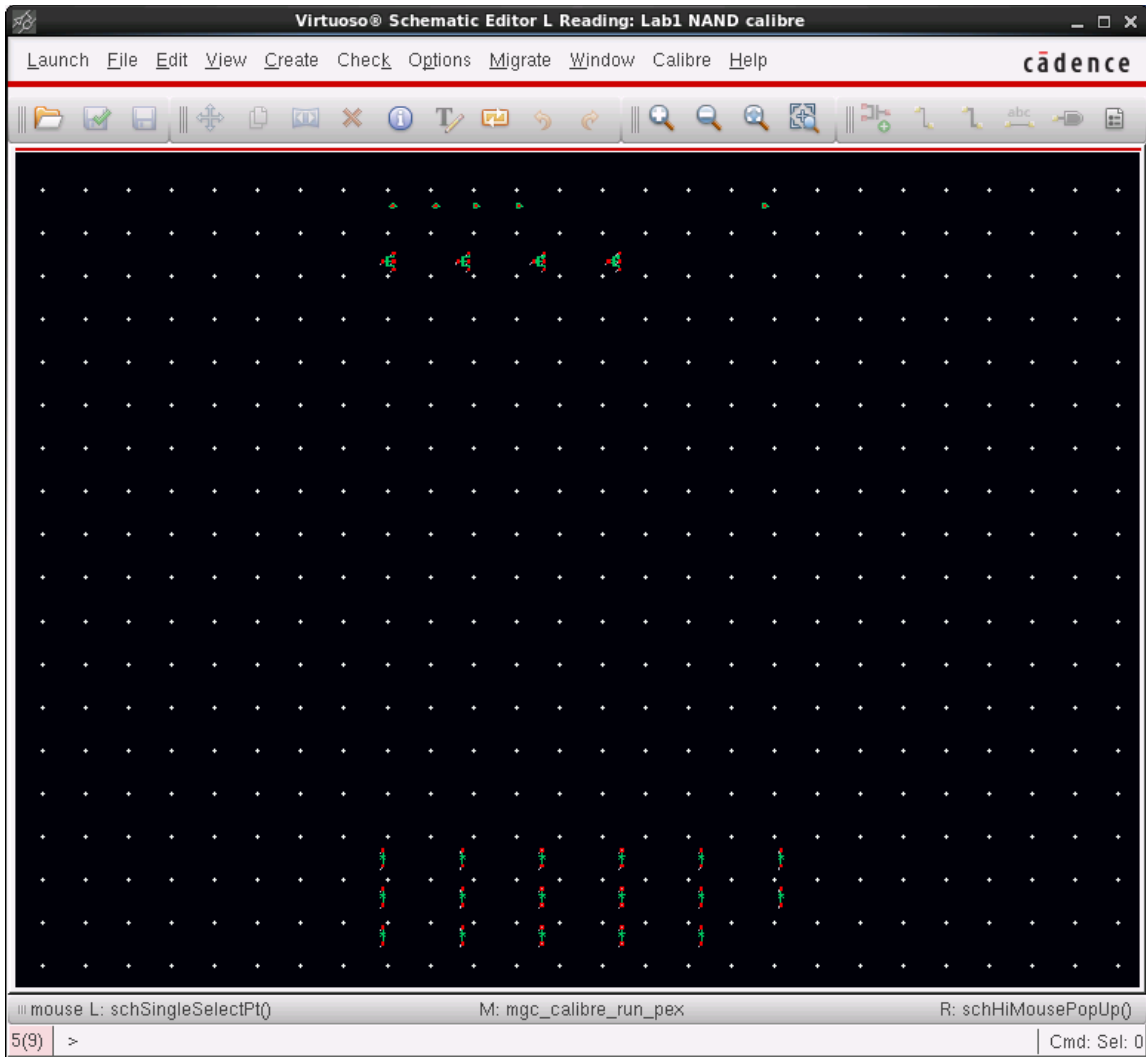 Virtuoso® Schematic Editor L Reading: Lab1 NAND calibre
Launch File Edit View Create Check Options Migrate Window Calibre Help cādence
abc
mouse L: schSingleSelectPt() M: mgc_calibre_run_pex R: schHiMousePopUp()
5(9) > Cmd: Sel: 0